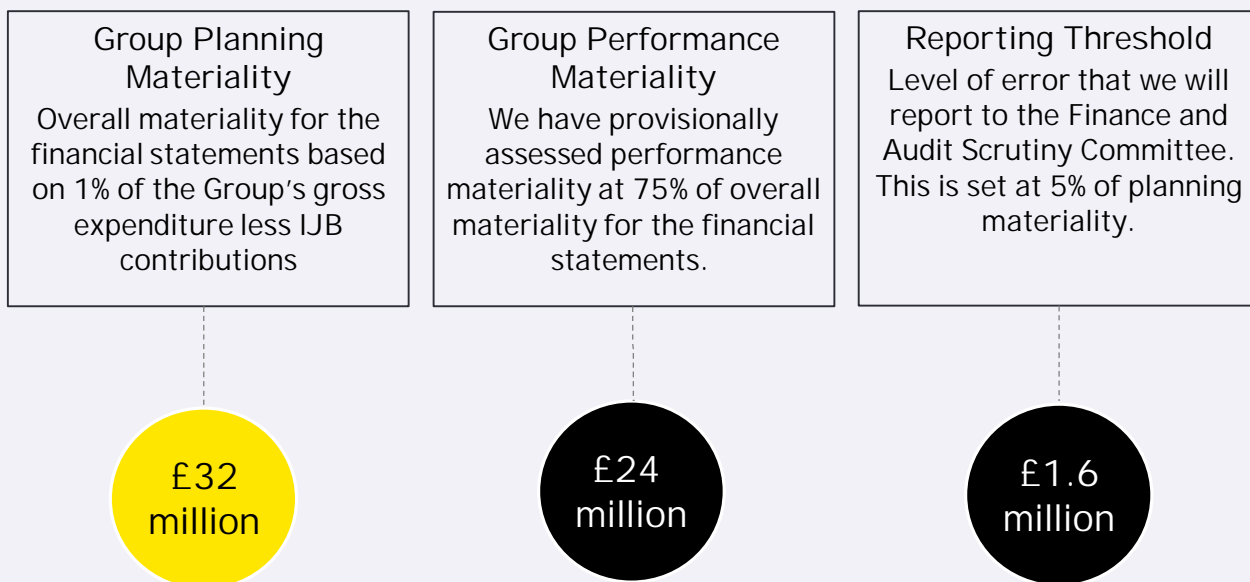 Group Planning
Materiality
Overall materiality for the
financial statements based
on 1% of the Group's gross
expenditure less IJB
contributions
Group Performance
Materiality
We have provisionally
assessed performance
materiality at 75% of overall
materiality for the financial
statements.
Reporting Threshold
Level of error that we will
report to the Finance and
Audit Scrutiny Committee.
This is set at 5% of planning
materiality.
£32
million
£24
million
£1.6
million